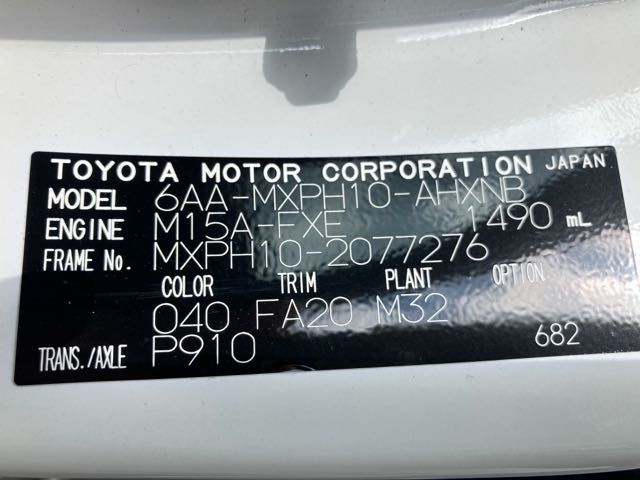 TOYOTA MOTOR CORPORATION JAPAN
MODEL 6AA-MXPH10-AHXNB
ENGINE M15A-FXE 1490 mL
FRAME No. MXPH10-2077276
COLOR TRIM PLANT OPTION
040 FA20 M32
TRANS./AXLE P910 682